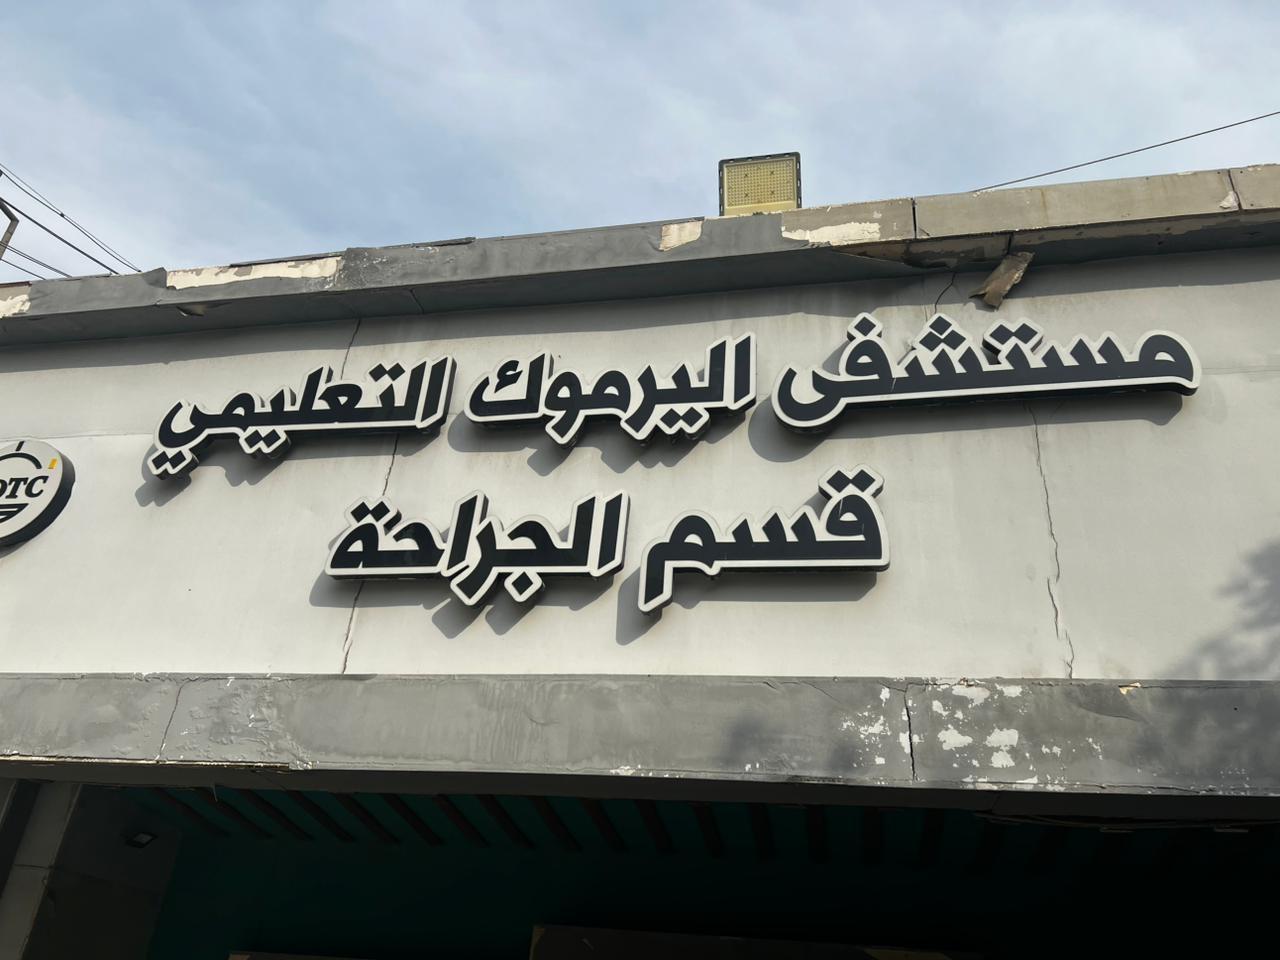 مستشفى اليرموك التعليمي
قسم الجراحة